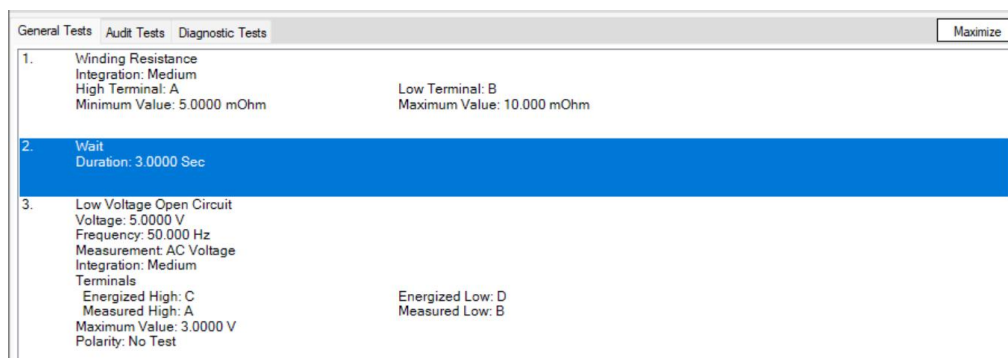 General Tests Audit Tests Diagnostic Tests Maximize
1. Winding Resistance
Integration: Medium
High Terminal: A Low Terminal: B
Minimum Value: 5.0000 mOhm Maximum Value: 10.000 mOhm
2. Wait
Duration: 3.0000 Sec
3. Low Voltage Open Circuit
Voltage: 5.0000 V
Frequency: 50.000 Hz
Measurement: AC Voltage
Integration: Medium
Terminals
Energized High: C Energized Low: D
Measured High: A Measured Low: B
Maximum Value: 3.0000 V
Polarity: No Test